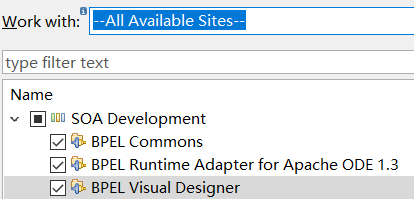 Work with: --All Available Sites--
type filter text
Name
SOA Development
BPEL Commons
BPEL Runtime Adapter for Apache ODE 1.3
BPEL Visual Designer